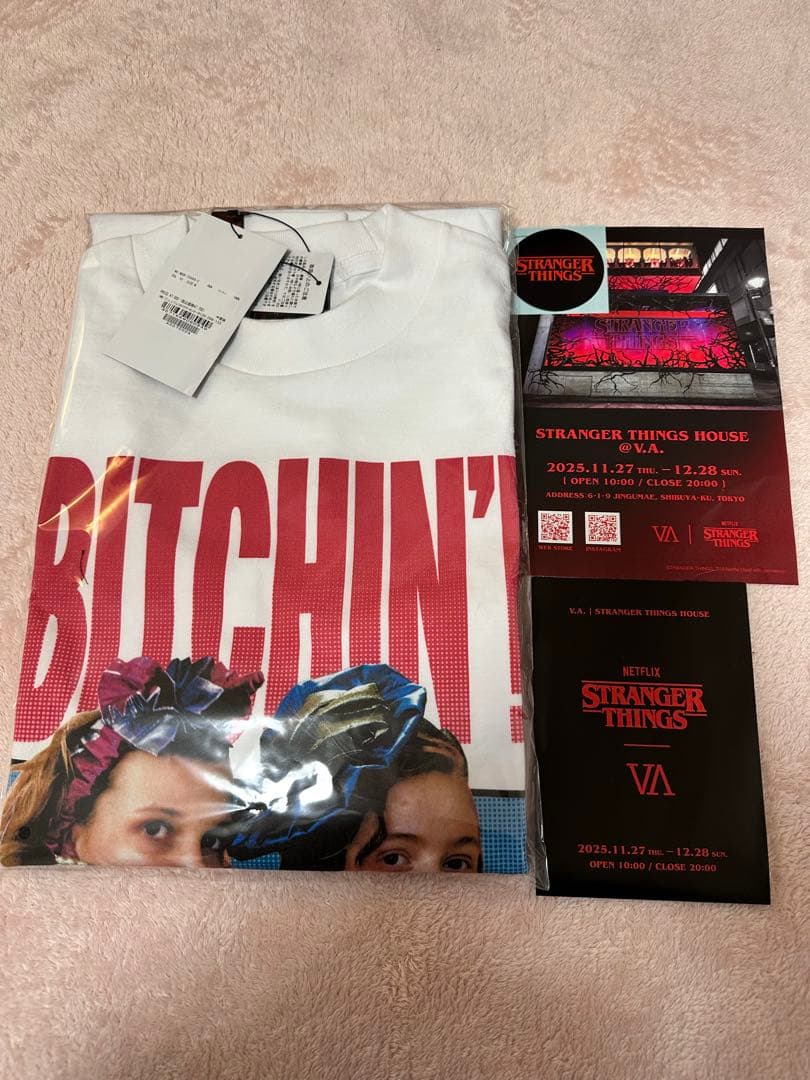 BITCHIN'!
STRANGER
THINGS
STRANGER
THINGS
STRANGER THINGS HOUSE
@V.A.
2025.11.27 THU. – 12.28 SUN.
[ OPEN 10:00 / CLOSE 20:00 ]
ADDRESS: 6-1-9 JINGUMAE, SHIBUYA-KU, TOKYO
WEB STORE
INSTAGRAM
VA
NETFLIX
STRANGER
THINGS
V.A. | STRANGER THINGS HOUSE
NETFLIX
STRANGER
THINGS
VA
2025.11.27 THU. – 12.28 SUN.
OPEN 10:00 / CLOSE 20:00